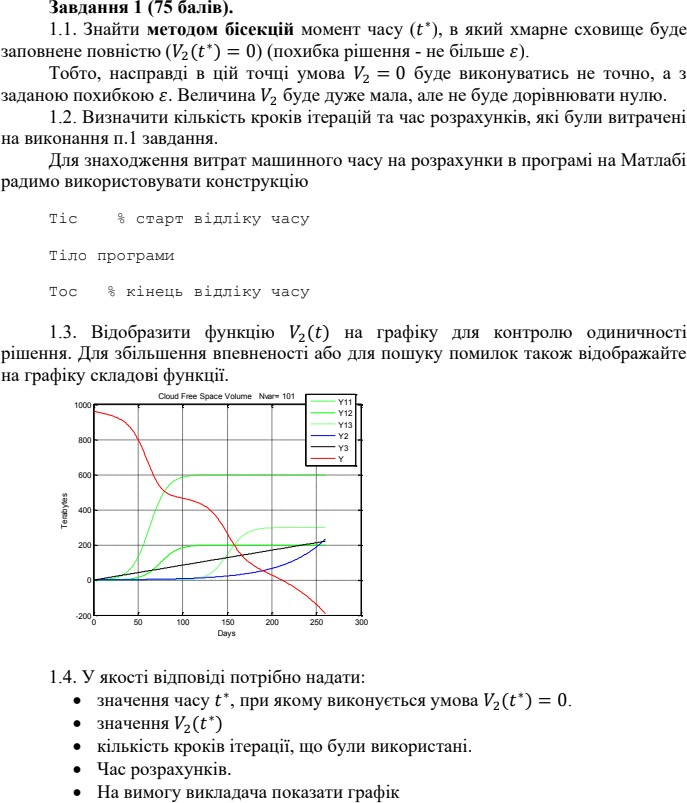 Завдання 1 (75 балів).
1.1. Знайти методом бісекцій момент часу (t*), в який хмарне сховище буде
заповнене повністю (V₂(t*) = 0) (похибка рішення - не більше ε).
Тобто, насправді в цій точці умова V₂ = 0 буде виконуватись не точно, а з
заданою похибкою ε. Величина V₂ буде дуже мала, але не буде дорівнювати нулю.
1.2. Визначити кількість кроків ітерацій та час розрахунків, які були витрачені
на виконання п.1 завдання.
Для знаходження витрат машинного часу на розрахунки в програмі на Матлабі
радимо використовувати конструкцію
Tic % старт відліку часу
Тіло програми
Toc % кінець відліку часу
1.3. Відобразити функцію V₂(t) на графіку для контролю одиничності
рішення. Для збільшення впевненості або для пошуку помилок також відображайте
на графіку складові функції.
Cloud Free Space Volume Nvar= 101
Y11
Y12
Y13
Y2
Y3
Y
Terabytes
1000
800
600
400
200
0
-200
0 50 100 150 200 250 300
Days
1.4. У якості відповіді потрібно надати:
• значення часу t*, при якому виконується умова V₂(t*) = 0.
• значення V₂(t*)
• кількість кроків ітерації, що були використані.
• Час розрахунків.
• На вимогу викладача показати графік